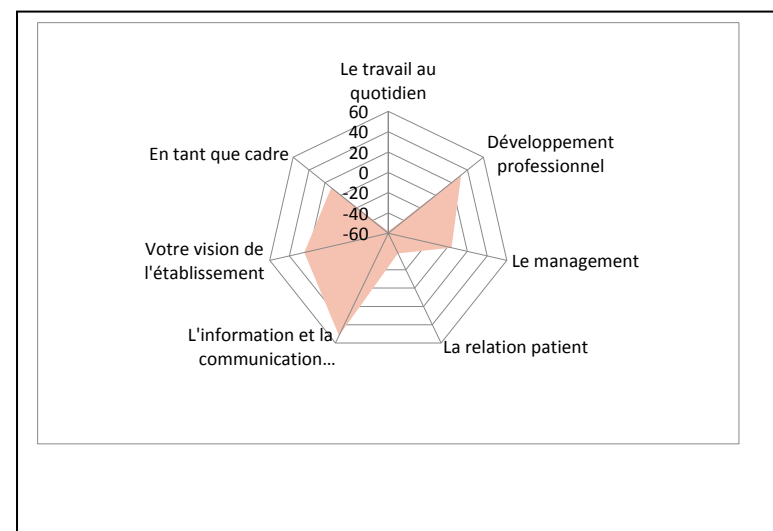 Le travail au
quotidien
60
40
20
0
-20
-40
-60
Développement
professionnel
Le management
La relation patient
L'information et la
communication...
Votre vision de
l'établissement
En tant que cadre